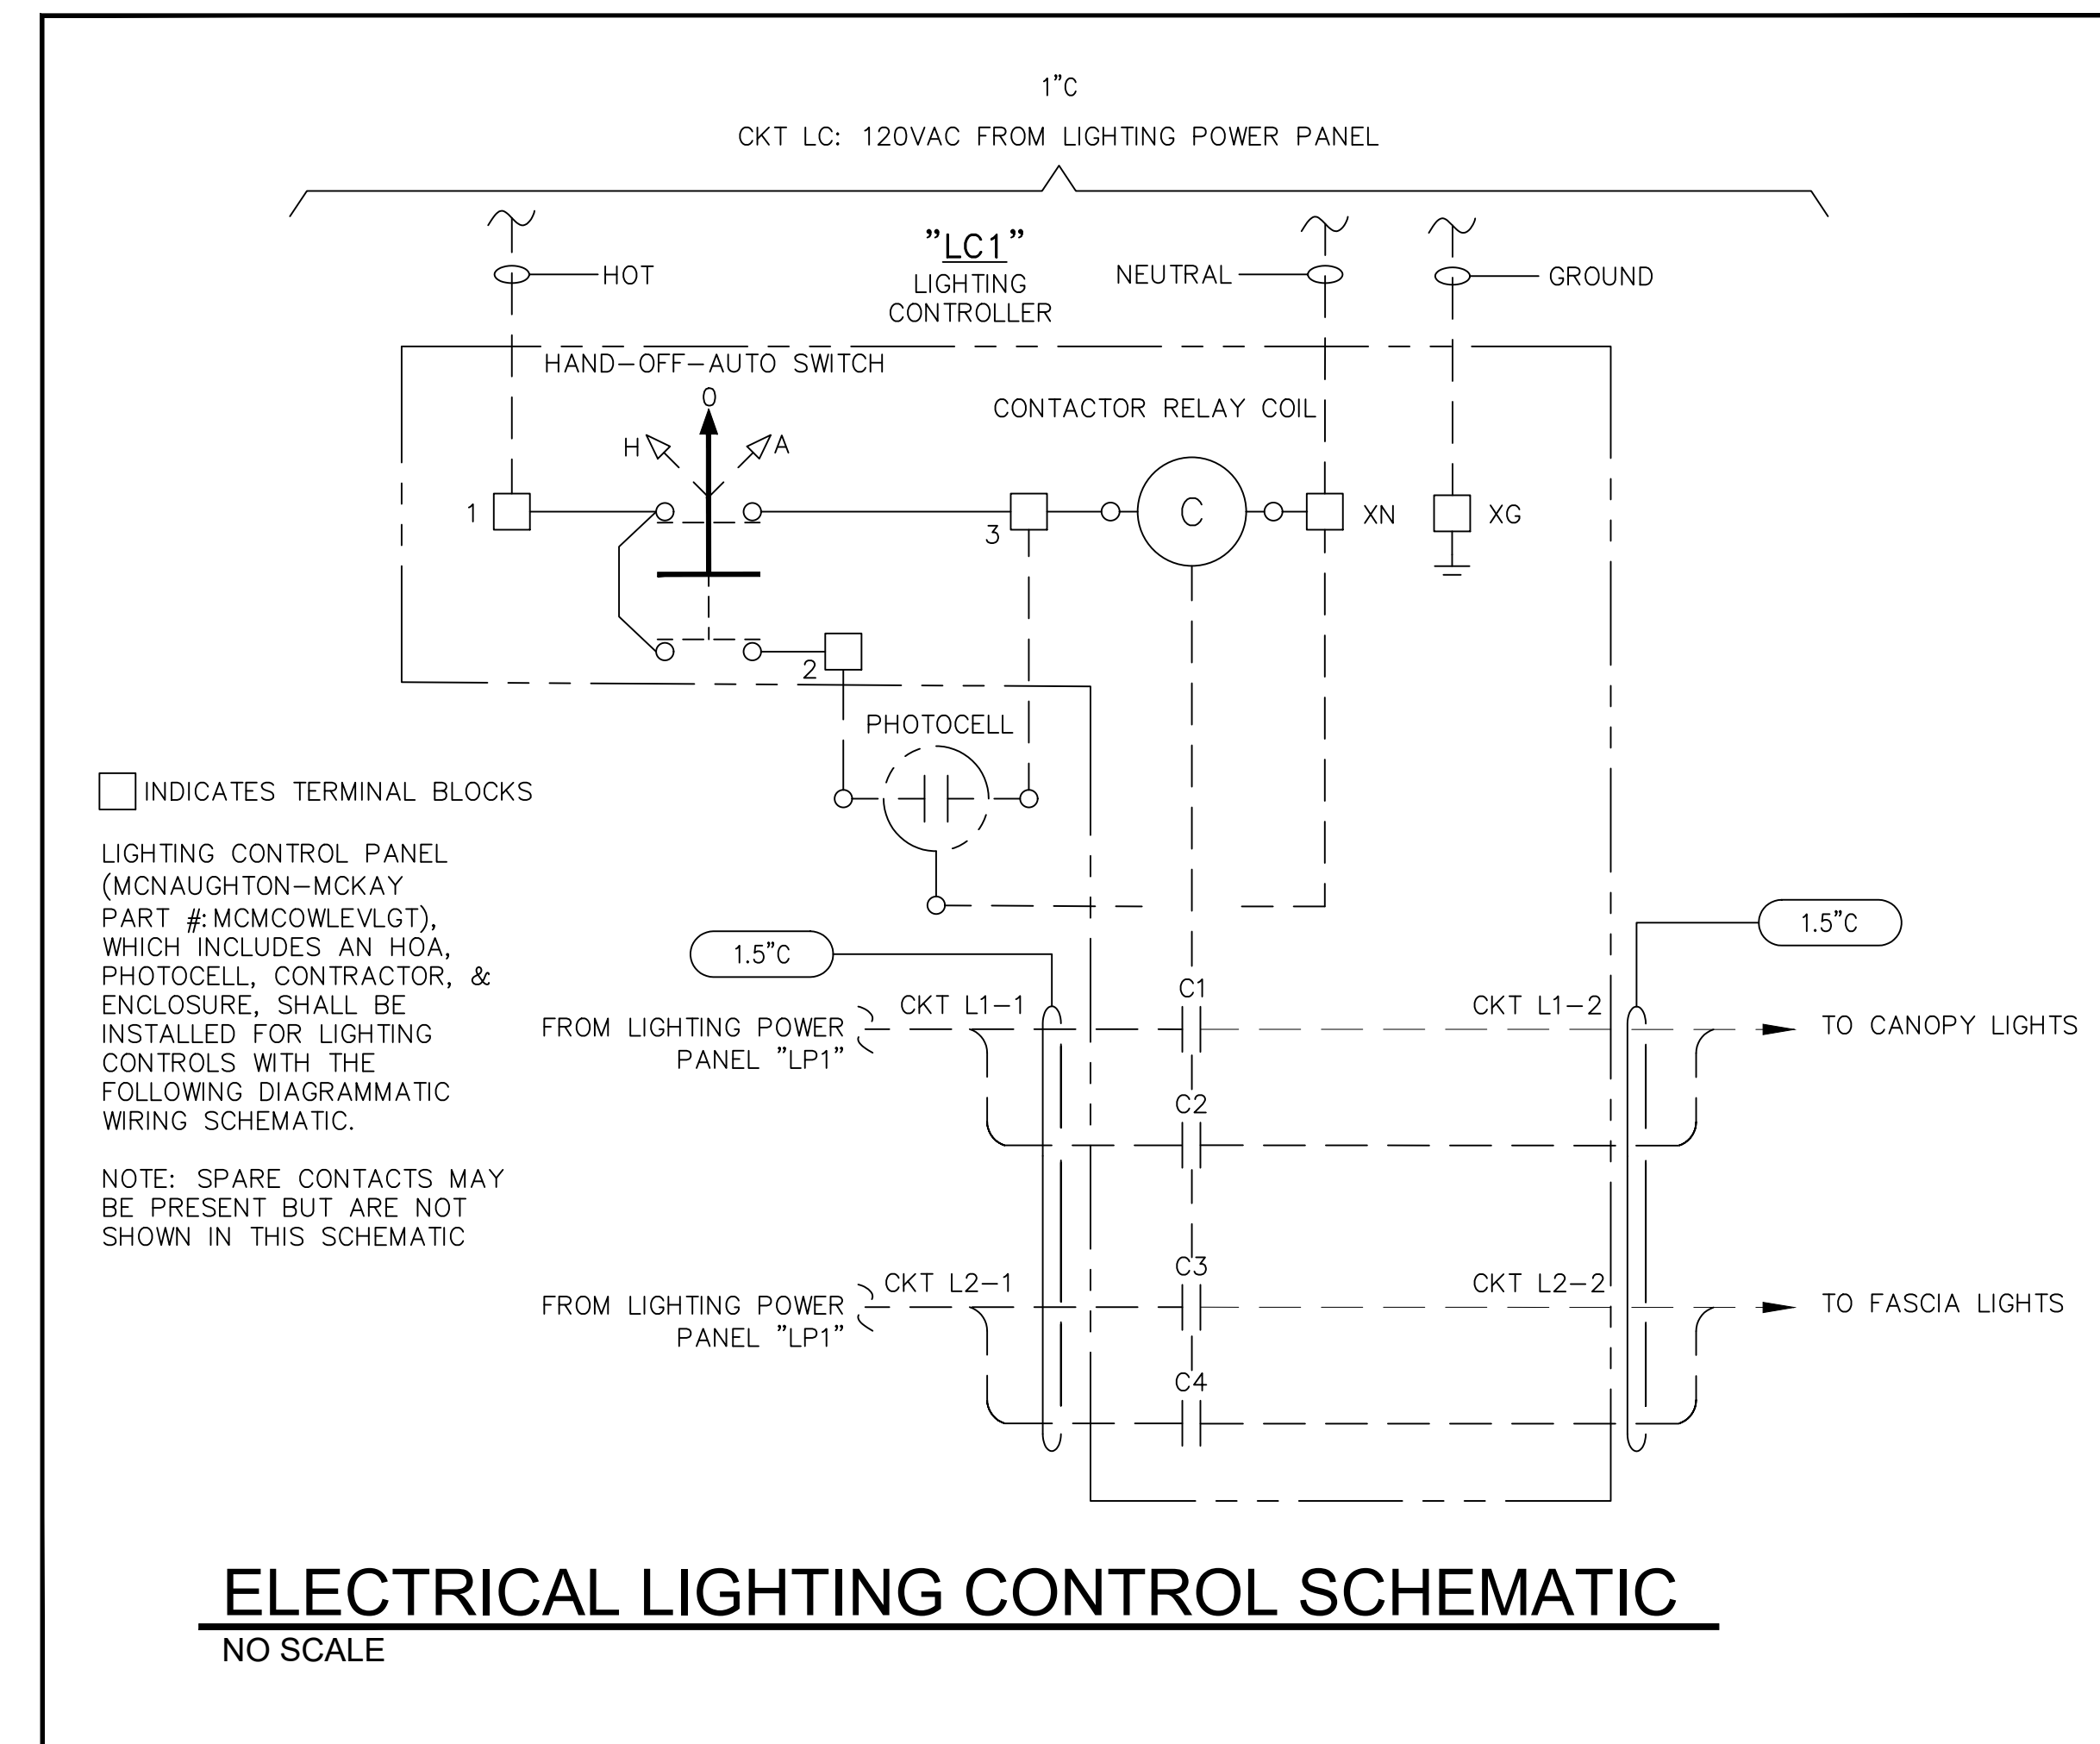 1"C
CKT LC: 120VAC FROM LIGHTING POWER PANEL
"LC1"
LIGHTING
CONTROLLER
HOT
NEUTRAL
GROUND
HAND-OFF-AUTO SWITCH
O
H
A
CONTACTOR RELAY COIL
1
3
C
XN
XG
2
PHOTOCELL
INDICATES TERMINAL BLOCKS
LIGHTING CONTROL PANEL
(MCNAUGHTON-MCKAY
PART #:MCMCOWLEVLGT),
WHICH INCLUDES AN HOA,
PHOTOCELL, CONTRACTOR, &
ENCLOSURE, SHALL BE
INSTALLED FOR LIGHTING
CONTROLS WITH THE
FOLLOWING DIAGRAMMATIC
WIRING SCHEMATIC.
NOTE: SPARE CONTACTS MAY
BE PRESENT BUT ARE NOT
SHOWN IN THIS SCHEMATIC
1.5"C
1.5"C
FROM LIGHTING POWER
PANEL "LP1"
CKT L1-1
C1
CKT L1-2
TO CANOPY LIGHTS
C2
FROM LIGHTING POWER
PANEL "LP1"
CKT L2-1
C3
CKT L2-2
TO FASCIA LIGHTS
C4
ELECTRICAL LIGHTING CONTROL SCHEMATIC
NO SCALE